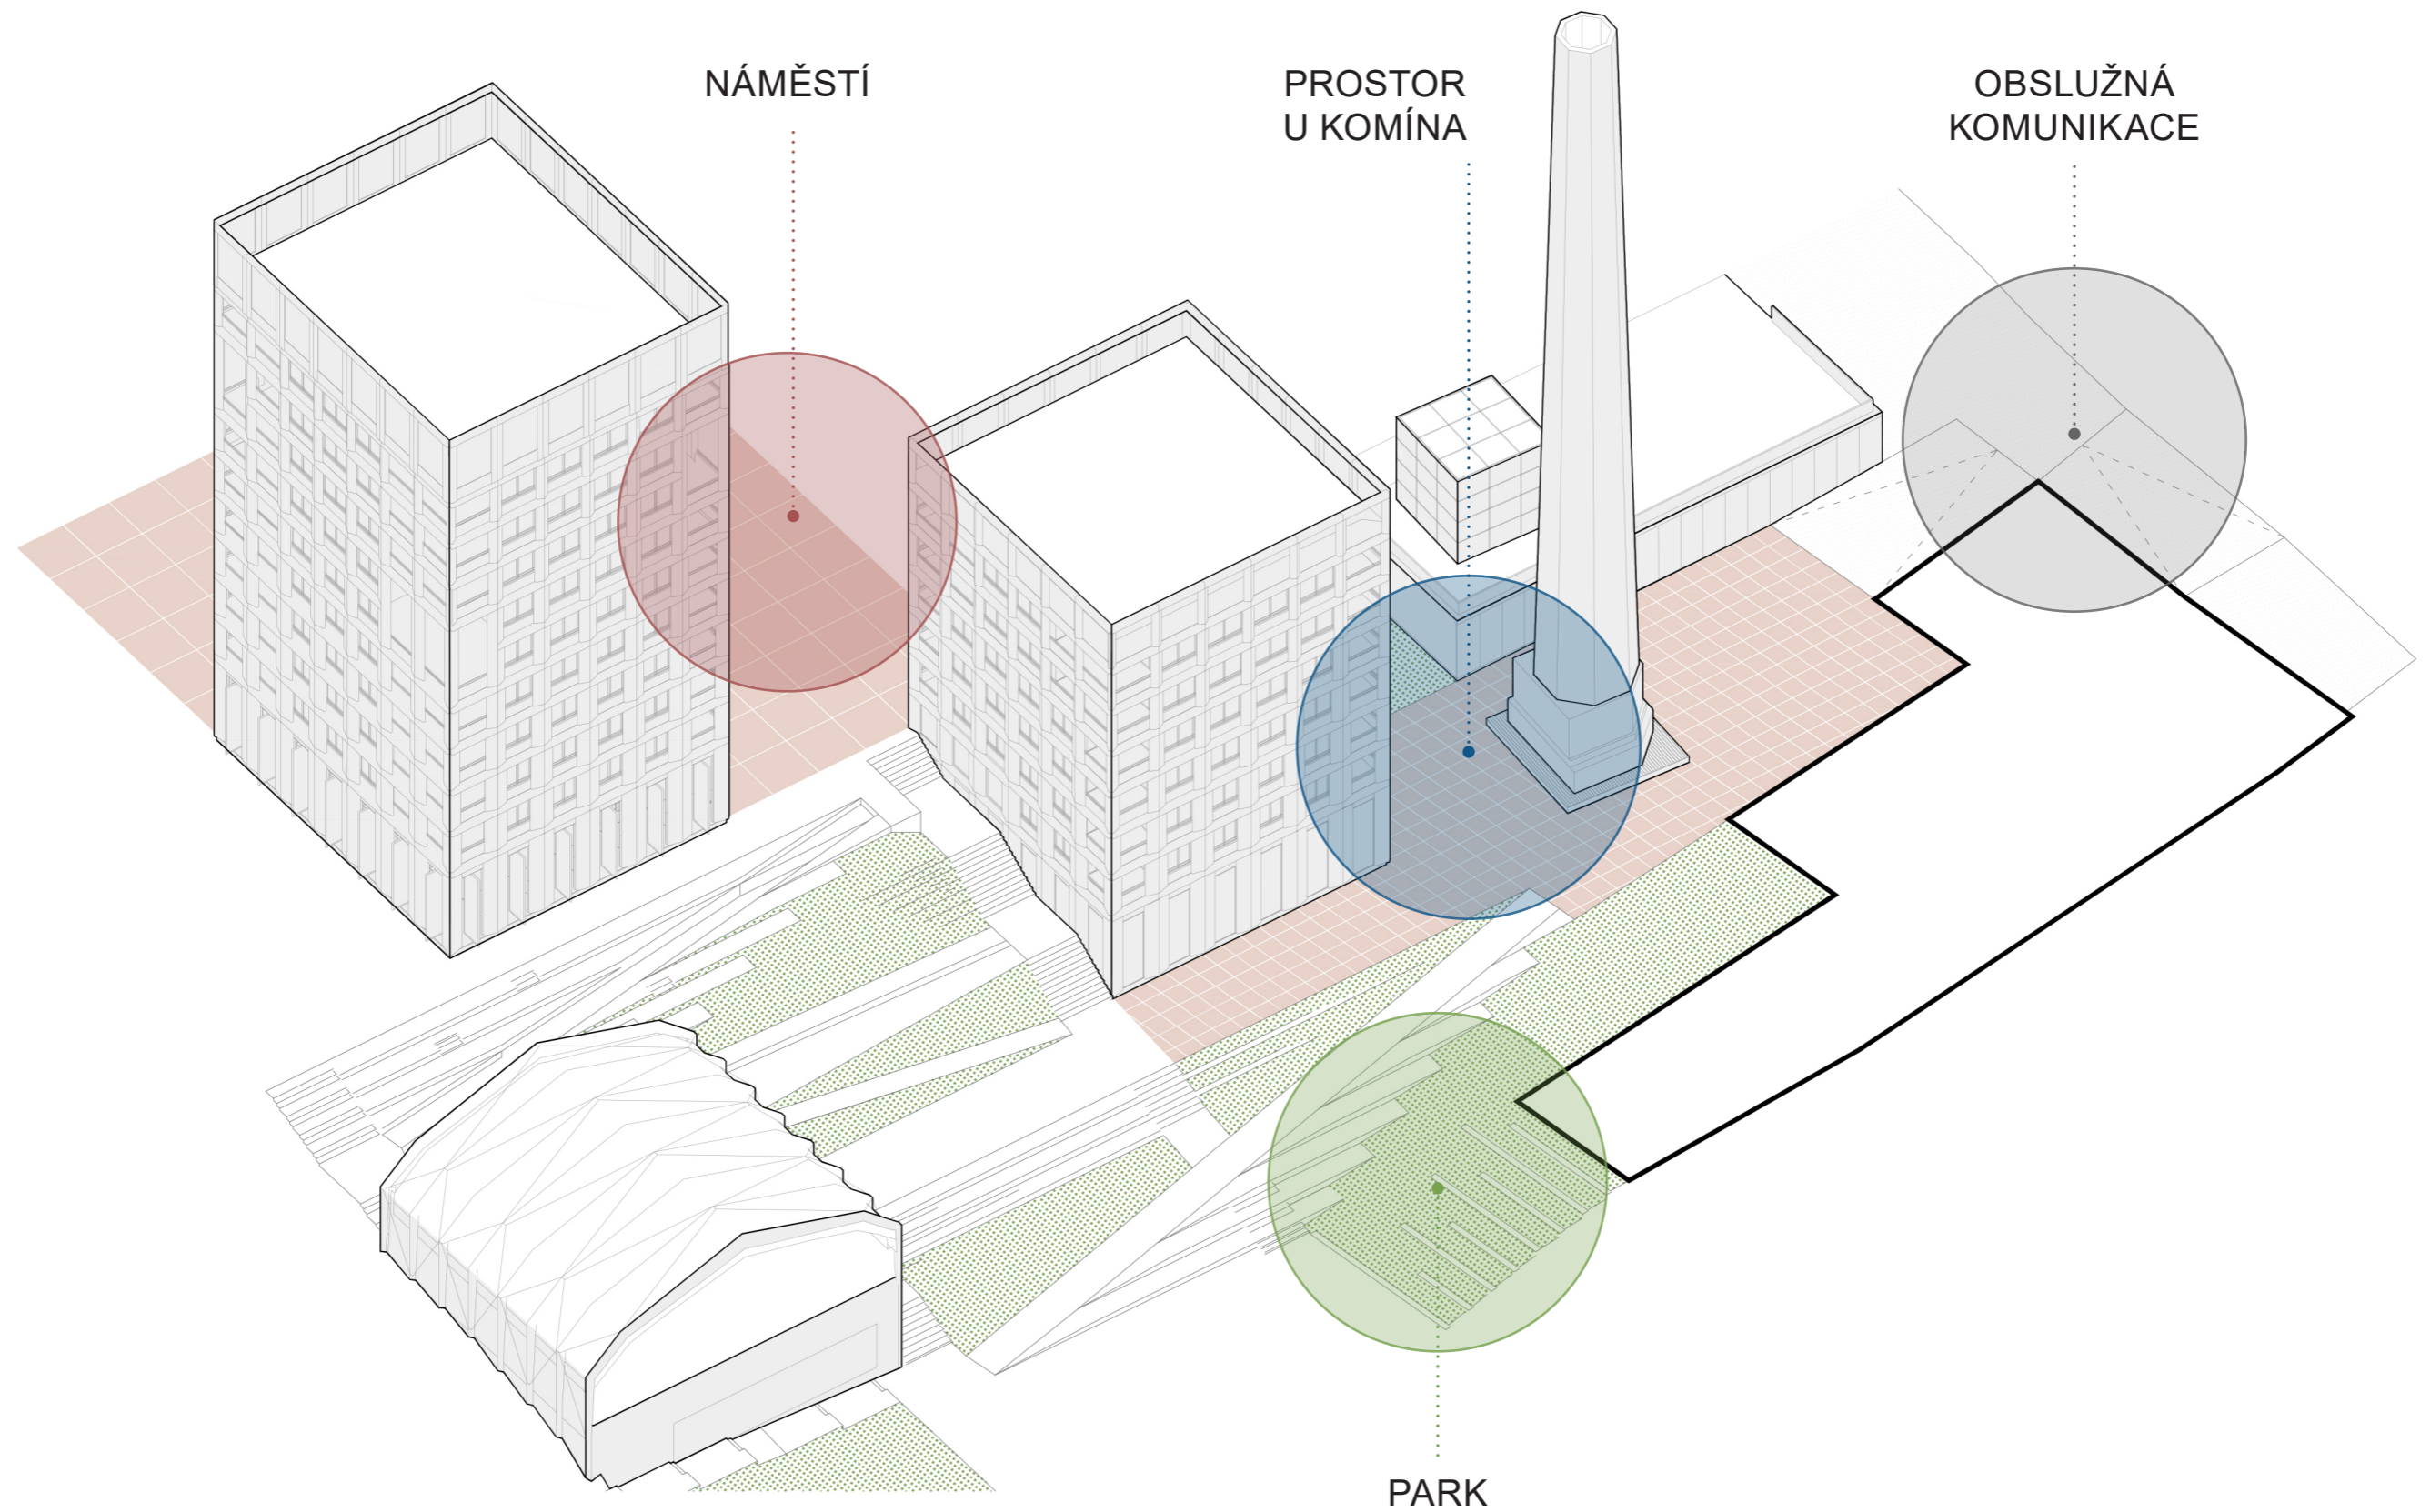 NÁMĚSTÍ
PROSTOR
U KOMÍNA
OBSLUŽNÁ
KOMUNIKACE
PARK